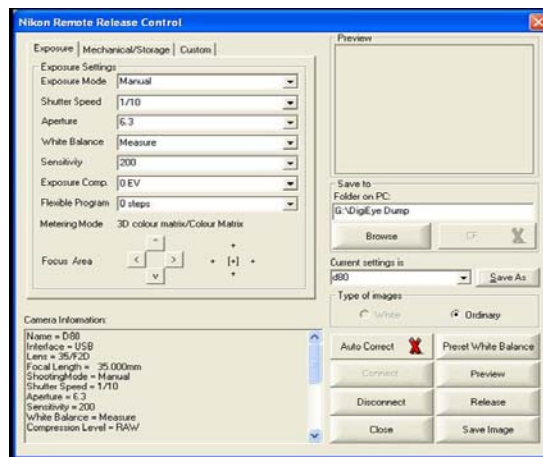 Nikon Remote Release Control
Exposure Mechanical/Storage Custom
Exposure Settings
Exposure Mode Manual
Shutter Speed 1/10
Aperture 6.3
White Balance Measure
Sensitivity 200
Exposure Comp. 0 EV
Flexible Program 0 steps
Metering Mode 3D colour matrix/Colour Matrix
Focus Area < > ^ v + + [+] + +
Camera Information:
Name = D80
Interface = USB
Lens = 35/F2D
Focal Length = 35.000mm
ShootingMode = Manual
Shutter Speed = 1/10
Aperture = 6.3
Sensitivity = 200
White Balance = Measure
Compression Level = RAW
Preview
Save to
Folder on PC:
G:\DigiEye Dump
Browse CF
Current settings is
d80 Save As
Type of images
White Ordinary
Auto Correct Preset White Balance
Connect Preview
Disconnect Release
Close Save Image